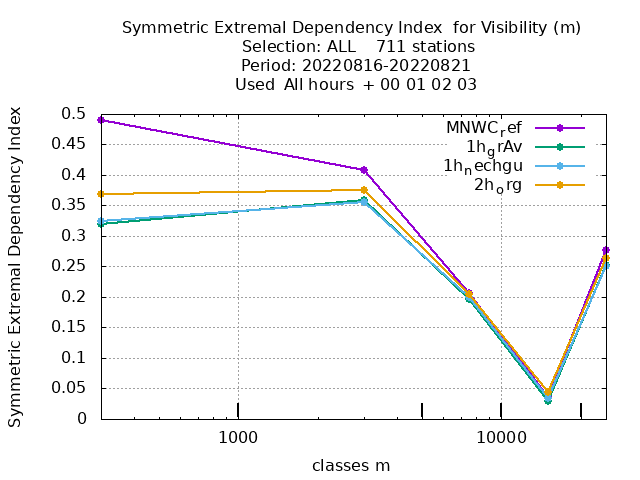 Symmetric Extremal Dependency Index  for Visibility (m)
Selection: ALL    711 stations
Period: 20220816-20220821
Used  All hours  + 00 01 02 03
Symmetric Extremal Dependency Index
0.5
0.45
0.4
0.35
0.3
0.25
0.2
0.15
0.1
0.05
0
MNWCref
1hgrAv
1hnechgu
2horg
1000
10000
classes m